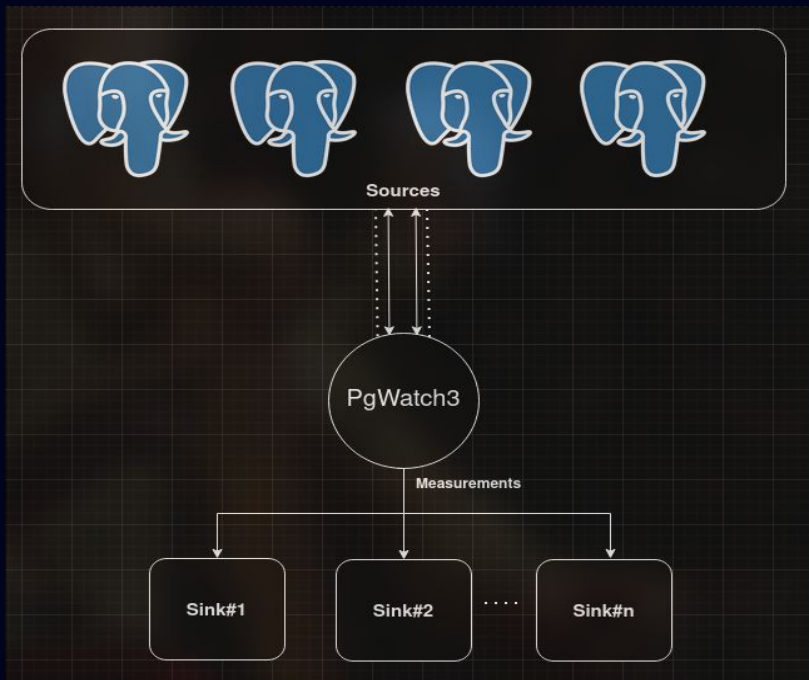 Sources
PgWatch3
Measurements
Sink#1
Sink#2
....
Sink#n